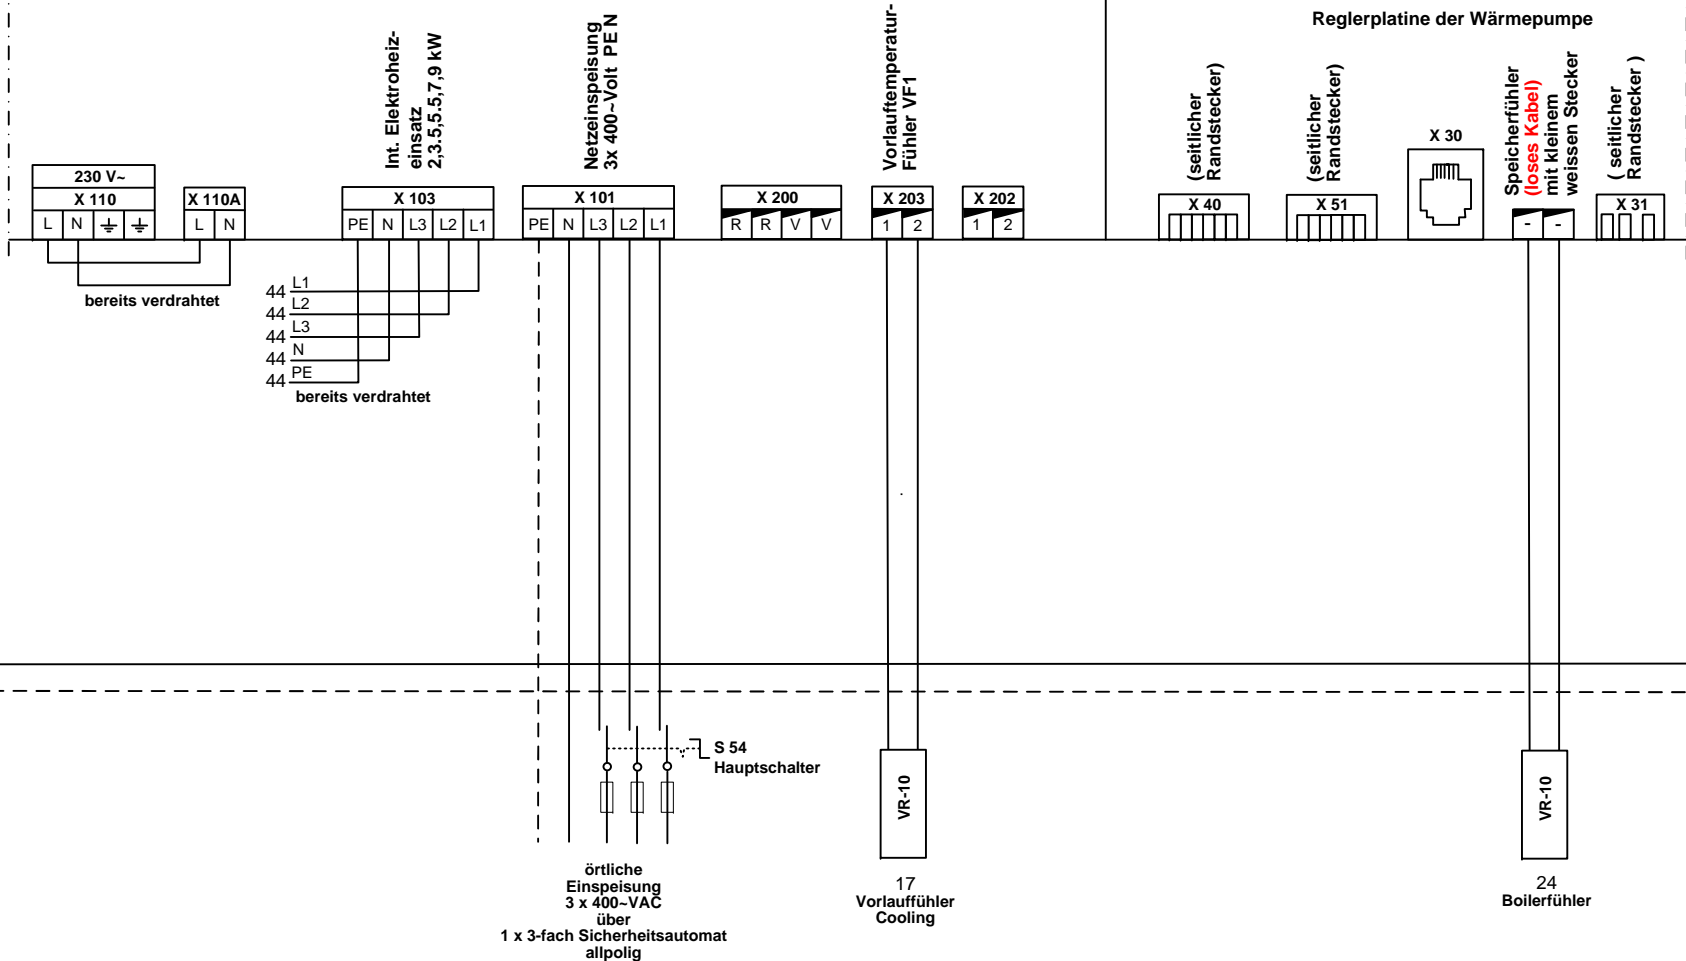 Reglerplatine der Wärmepumpe
Int. Elektroheiz-
einsatz
2,3.5,5.5,7,9 kW
Netzeinspeisung
3x 400~Volt PE N
Vorlauftemperatur-
Fühler VF1
(seitlicher
Randstecker)
(seitlicher
Randstecker)
X 30
Speicherfühler
(loses Kabel)
mit kleinem
weissen Stecker
( seitlicher
Randstecker )
230 V~
X 110
L N
X 110A
L N
X 103
PE N L3 L2 L1
X 101
PE N L3 L2 L1
X 200
R R V V
X 203
1 2
X 202
1 2
X 40
X 51
- -
X 31
bereits verdrahtet
44 L1
44 L2
44 L3
44 N
44 PE
bereits verdrahtet
S 54
Hauptschalter
VR-10
VR-10
örtliche
Einspeisung
3 x 400~VAC
über
1 x 3-fach Sicherheitsautomat
allpolig
17
Vorlauffühler
Cooling
24
Boilerfühler